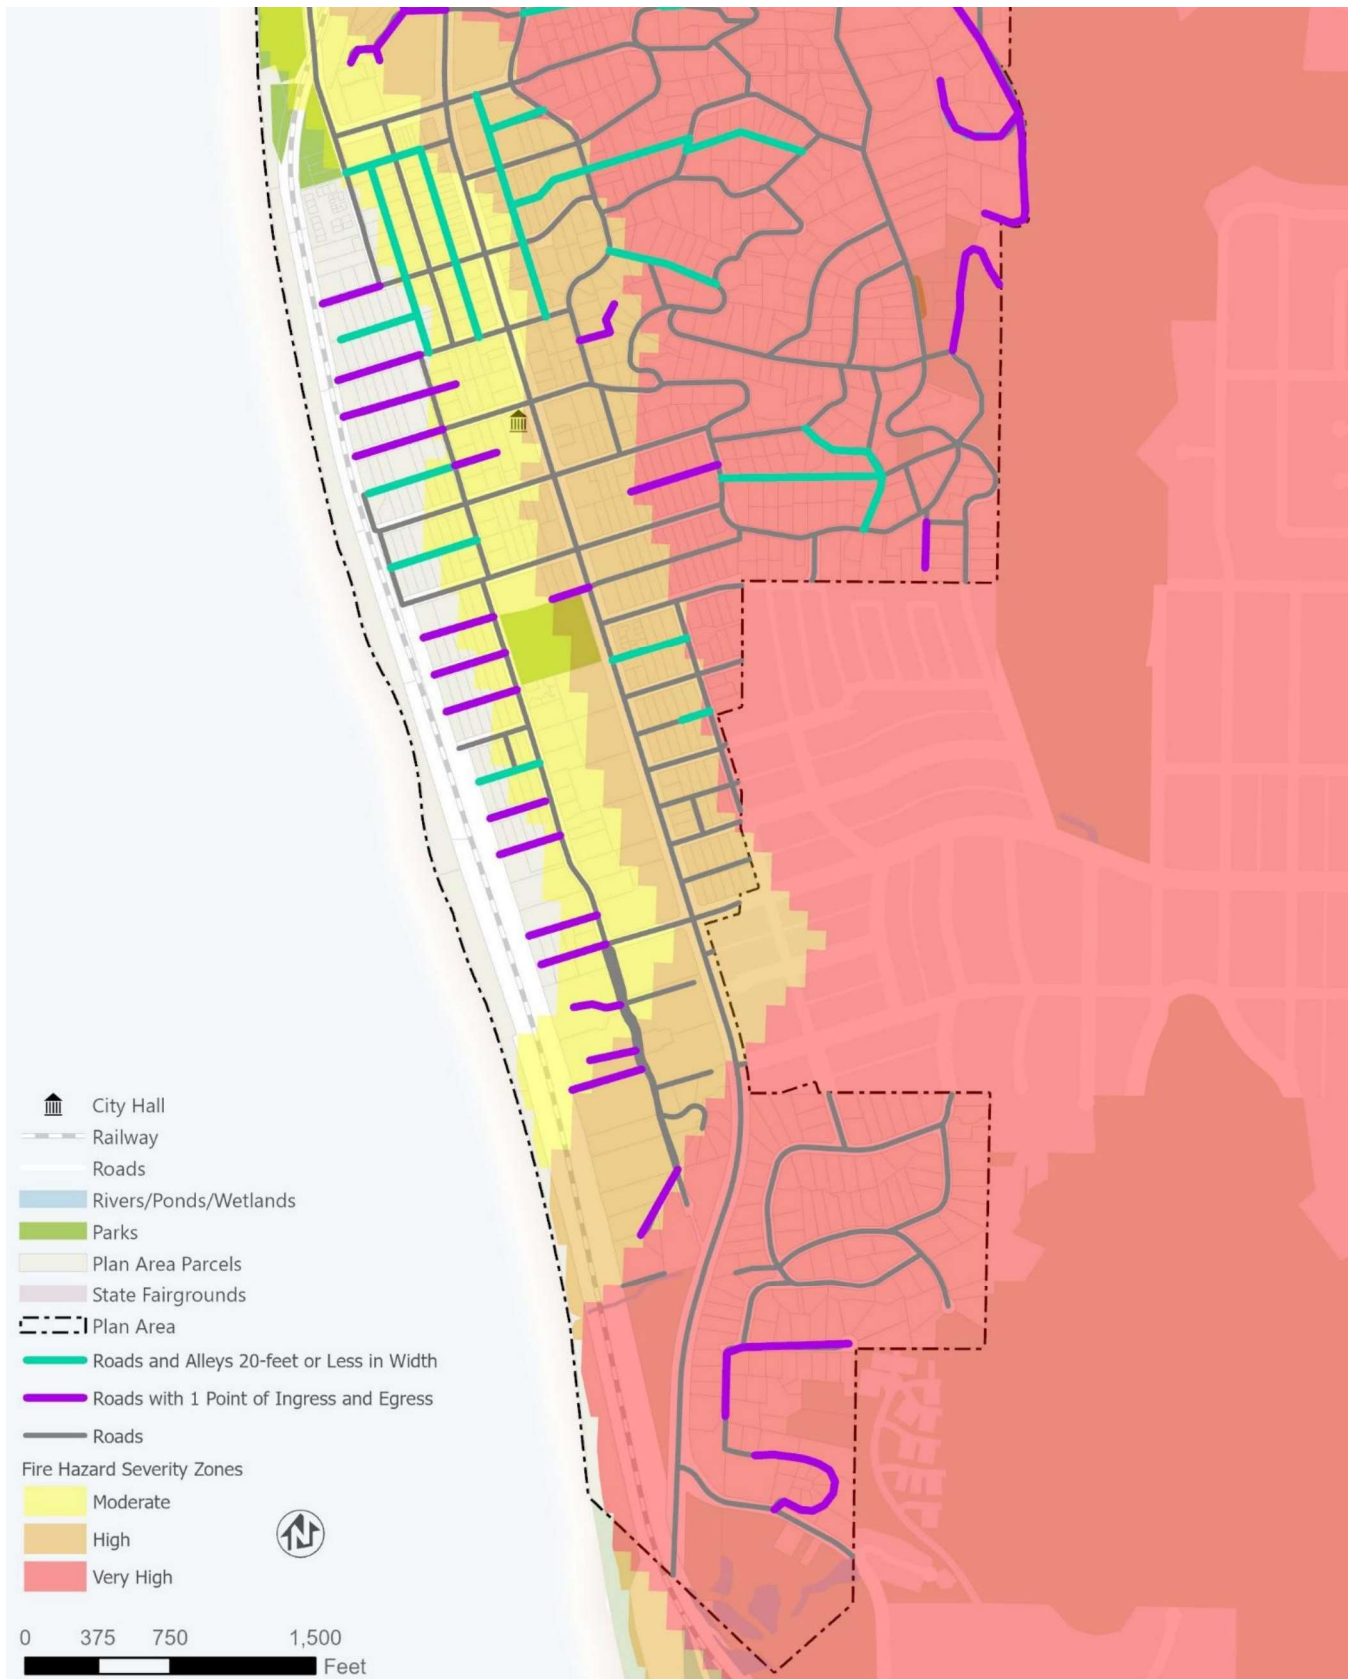 City Hall
Railway
Roads
Rivers/Ponds/Wetlands
Parks
Plan Area Parcels
State Fairgrounds
Plan Area
Roads and Alleys 20-feet or Less in Width
Roads with 1 Point of Ingress and Egress
Roads
Fire Hazard Severity Zones
Moderate
N
High
Very High
0 375 750 1,500
Feet